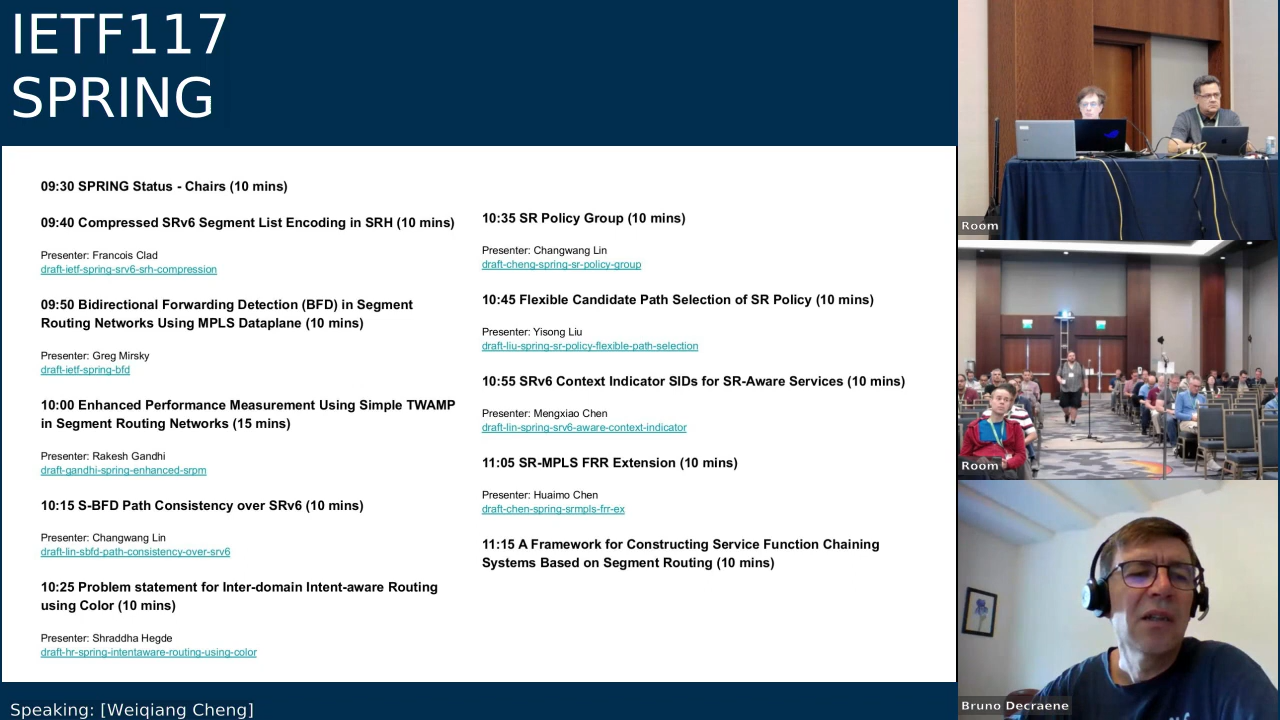 IETF117
SPRING
09:30 SPRING Status - Chairs (10 mins)
09:40 Compressed SRv6 Segment List Encoding in SRH (10 mins)
Presenter: Francois Clad
draft-ietf-spring-srv6-srh-compression
09:50 Bidirectional Forwarding Detection (BFD) in Segment
Routing Networks Using MPLS Dataplane (10 mins)
Presenter: Greg Mirsky
draft-ietf-spring-bfd
10:00 Enhanced Performance Measurement Using Simple TWAMP
in Segment Routing Networks (15 mins)
Presenter: Rakesh Gandhi
draft-gandhi-spring-enhanced-srpm
10:15 S-BFD Path Consistency over SRv6 (10 mins)
Presenter: Changwang Lin
draft-lin-sbfd-path-consistency-over-srv6
10:25 Problem statement for Inter-domain Intent-aware Routing
using Color (10 mins)
Presenter: Shraddha Hegde
draft-hr-spring-intentaware-routing-using-color
10:35 SR Policy Group (10 mins)
Presenter: Changwang Lin
draft-cheng-spring-sr-policy-group
10:45 Flexible Candidate Path Selection of SR Policy (10 mins)
Presenter: Yisong Liu
draft-liu-spring-sr-policy-flexible-path-selection
10:55 SRv6 Context Indicator SIDs for SR-Aware Services (10 mins)
Presenter: Mengxiao Chen
draft-lin-spring-srv6-aware-context-indicator
11:05 SR-MPLS FRR Extension (10 mins)
Presenter: Huaimo Chen
draft-chen-spring-srmpls-frr-ex
11:15 A Framework for Constructing Service Function Chaining
Systems Based on Segment Routing (10 mins)
Speaking: [Weiqiang Cheng]
Room
Room
Bruno Decraene